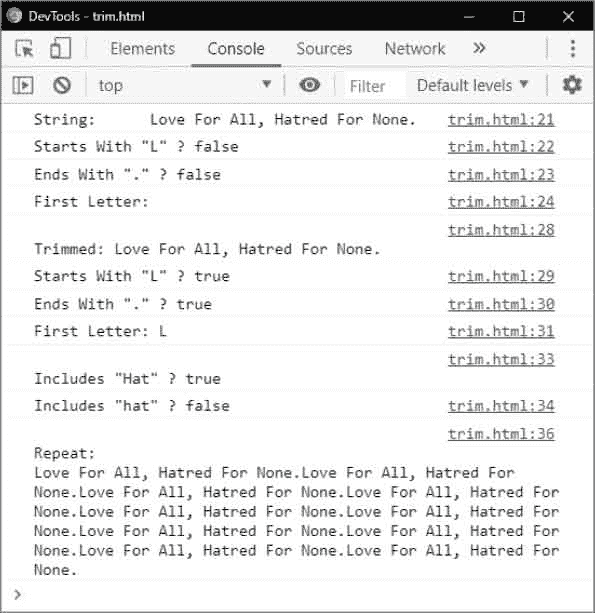 DevTools - trim.html
Elements Console Sources Network »
top Filter Default levels
String: Love For All, Hatred For None. trim.html:21
Starts With "L" ? false trim.html:22
Ends With "." ? false trim.html:23
First Letter: trim.html:24
trim.html:28
Trimmed: Love For All, Hatred For None.
Starts With "L" ? true trim.html:29
Ends With "." ? true trim.html:30
First Letter: L trim.html:31
trim.html:33
Includes "Hat" ? true
Includes "hat" ? false trim.html:34
trim.html:36
Repeat:
Love For All, Hatred For None.Love For All, Hatred For
None.Love For All, Hatred For None.Love For All, Hatred For
None.Love For All, Hatred For None.Love For All, Hatred For
None.Love For All, Hatred For None.Love For All, Hatred For
None.Love For All, Hatred For None.Love For All, Hatred For
None.